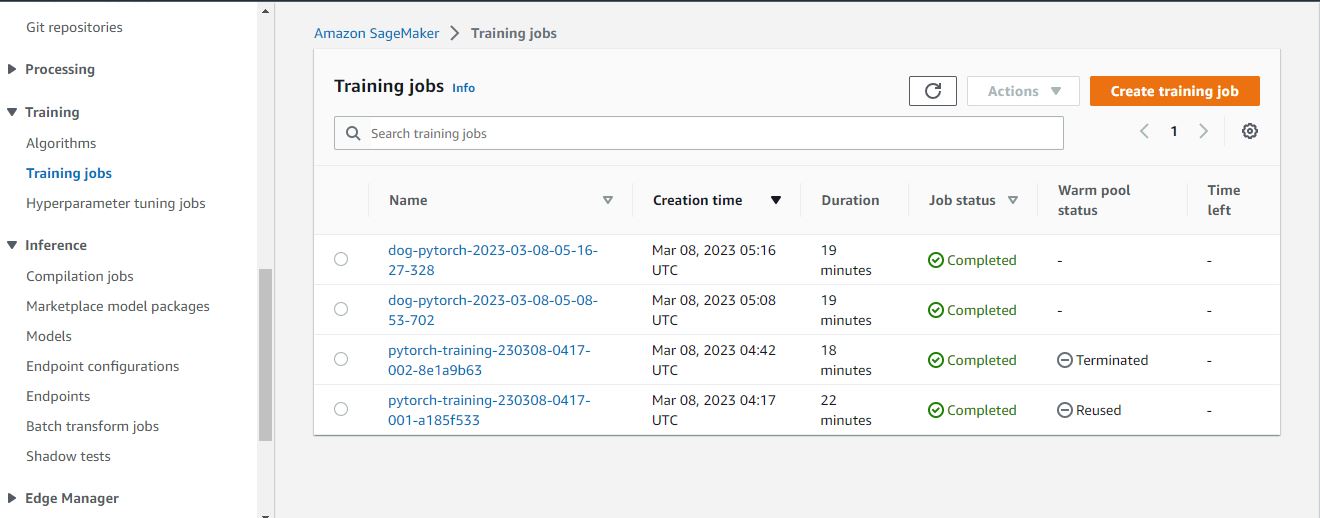 Git repositories
Processing
Training
Algorithms
Training jobs
Hyperparameter tuning jobs
Inference
Compilation jobs
Marketplace model packages
Models
Endpoint configurations
Endpoints
Batch transform jobs
Shadow tests
Edge Manager
Amazon SageMaker > Training jobs
Training jobs Info
Actions
Create training job
Search training jobs
1
Name Creation time Duration Job status Warm pool status Time left
dog-pytorch-2023-03-08-05-16- Mar 08, 2023 05:16 19 Completed - -
27-328 UTC minutes
dog-pytorch-2023-03-08-05-08- Mar 08, 2023 05:08 19 Completed - -
53-702 UTC minutes
pytorch-training-230308-0417- Mar 08, 2023 04:42 18 Completed Terminated -
002-8e1a9b63 UTC minutes
pytorch-training-230308-0417- Mar 08, 2023 04:17 22 Completed Reused -
001-a185f533 UTC minutes